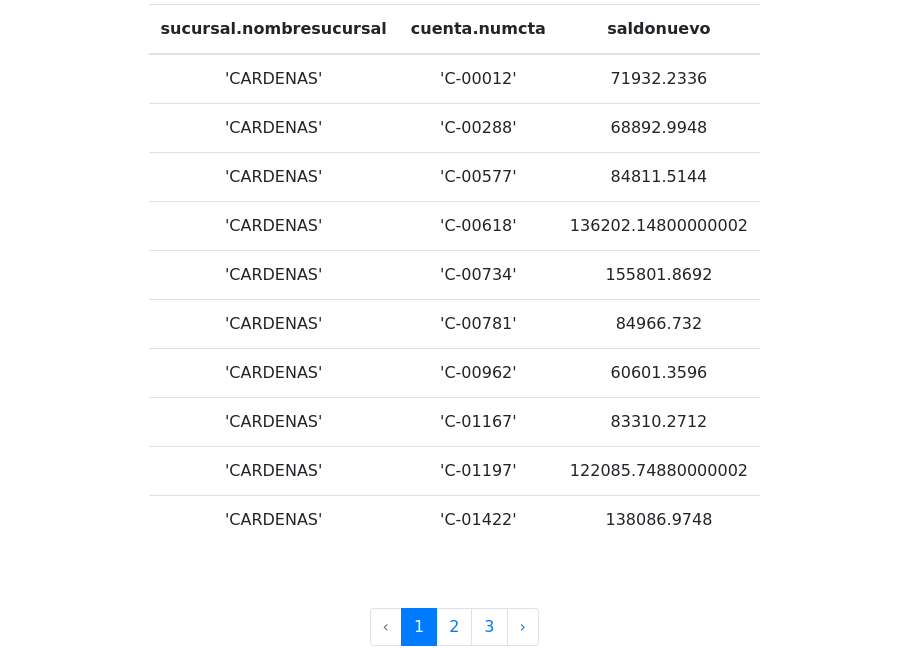 sucursal.nombresucursal cuenta.numcta saldonuevo
'CARDENAS' 'C-00012' 71932.2336
'CARDENAS' 'C-00288' 68892.9948
'CARDENAS' 'C-00577' 84811.5144
'CARDENAS' 'C-00618' 136202.14800000002
'CARDENAS' 'C-00734' 155801.8692
'CARDENAS' 'C-00781' 84966.732
'CARDENAS' 'C-00962' 60601.3596
'CARDENAS' 'C-01167' 83310.2712
'CARDENAS' 'C-01197' 122085.74880000002
'CARDENAS' 'C-01422' 138086.9748
‹ 1 2 3 ›